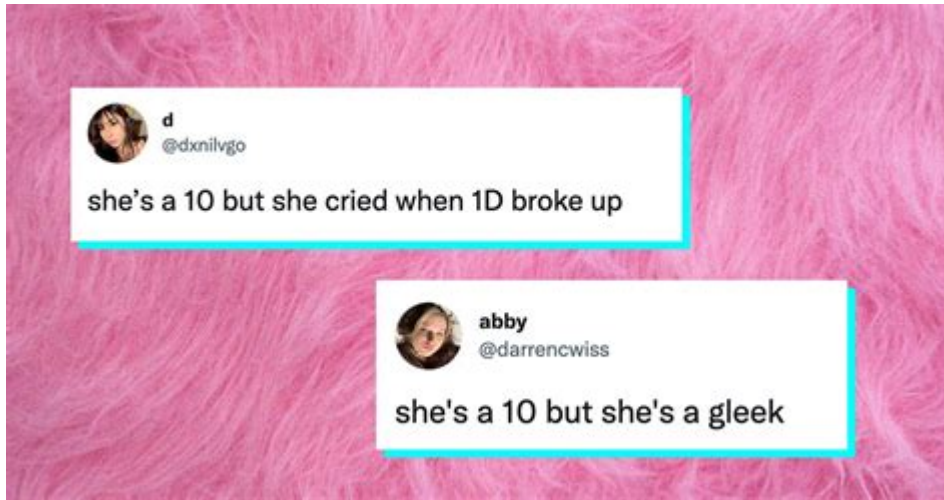 d
@dxnilvgo
she’s a 10 but she cried when 1D broke up
abby
@darrencwiss
she's a 10 but she's a gleek